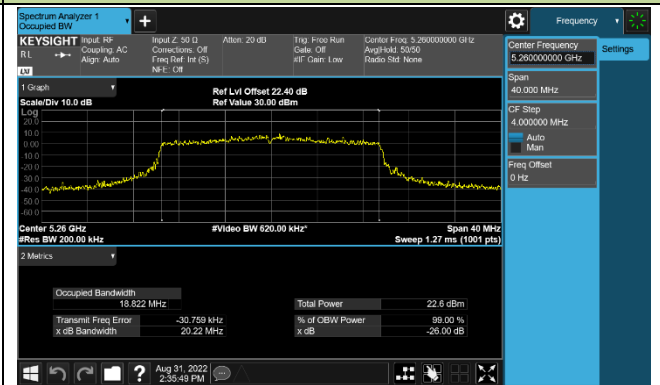 Spectrum Analyzer 1
Occupied BW
Frequency
KEYSIGHT
Input: RF
Coupling: AC
Align: Auto
Input Z: 50 Ω
Corrections: Off
Freq Ref: Int (S)
NFE: Off
Atten: 20 dB
Trig: Free Run
Gate: Off
#IF Gain: Low
Center Freq: 5.260000000 GHz
Avg|Hold: 50/50
Radio Std: None
RL
LXI
Center Frequency
5.260000000 GHz
Settings
Span
40.000 MHz
CF Step
4.000000 MHz
Auto
Man
Freq Offset
0 Hz
1 Graph
Scale/Div 10.0 dB
Ref Lvl Offset 22.40 dB
Ref Value 30.00 dBm
Log
20.0
10.0
0.00
-10.0
-20.0
-30.0
-40.0
-50.0
-60.0
Center 5.26 GHz
#Res BW 200.00 kHz
#Video BW 620.00 kHz*
Span 40 MHz
Sweep 1.27 ms (1001 pts)
2 Metrics
Occupied Bandwidth
18.822 MHz
Transmit Freq Error -30.759 kHz
x dB Bandwidth 20.22 MHz
Total Power 22.6 dBm
% of OBW Power 99.00 %
x dB -26.00 dB
Aug 31, 2022
2:35:49 PM